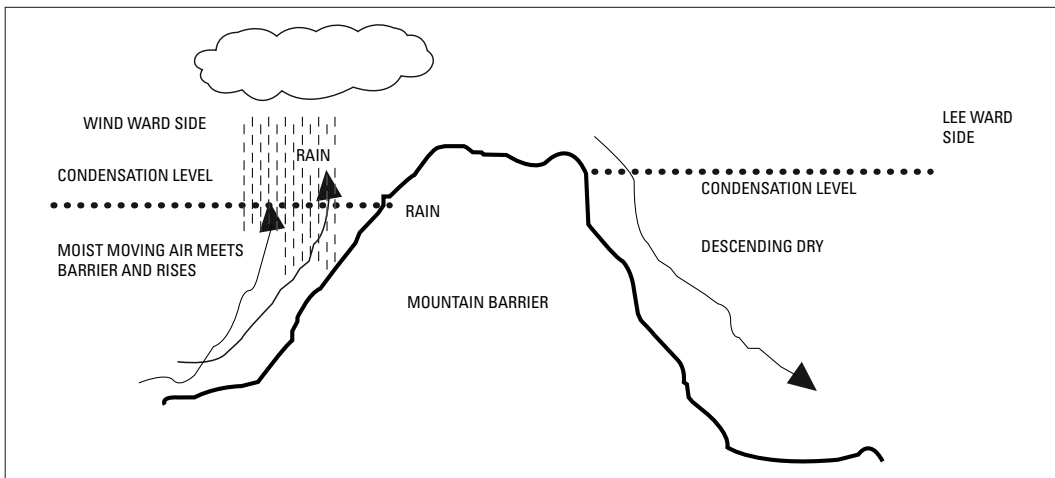 WIND WARD SIDE
RAIN
CONDENSATION LEVEL
RAIN
MOIST MOVING AIR MEETS
BARRIER AND RISES
MOUNTAIN BARRIER
LEE WARD
SIDE
CONDENSATION LEVEL
DESCENDING DRY